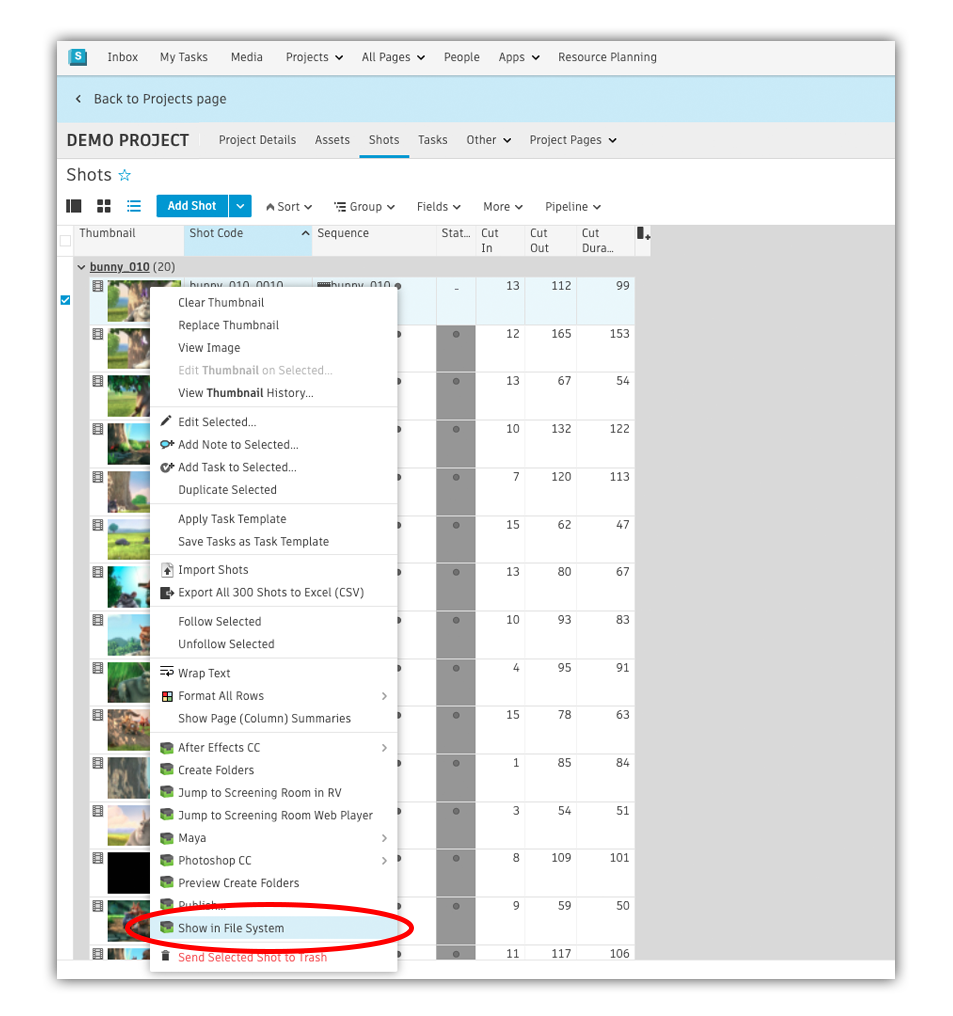 S Inbox My Tasks Media Projects All Pages People Apps Resource Planning
Back to Projects page
DEMO PROJECT Project Details Assets Shots Tasks Other Project Pages
Shots
Add Shot Sort Group Fields More Pipeline
Thumbnail Shot Code Sequence Stat... Cut In Cut Out Cut Dura...
bunny_010 (20)
bunny_010_0010 bunny_010 - 13 112 99
12 165 153
13 67 54
10 132 122
7 120 113
15 62 47
13 80 67
10 93 83
4 95 91
15 78 63
1 85 84
3 54 51
8 109 101
9 59 50
11 117 106
Clear Thumbnail
Replace Thumbnail
View Image
Edit Thumbnail on Selected...
View Thumbnail History...
Edit Selected...
Add Note to Selected...
Add Task to Selected...
Duplicate Selected
Apply Task Template
Save Tasks as Task Template
Import Shots
Export All 300 Shots to Excel (CSV)
Follow Selected
Unfollow Selected
Wrap Text
Format All Rows
Show Page (Column) Summaries
After Effects CC
Create Folders
Jump to Screening Room in RV
Jump to Screening Room Web Player
Maya
Photoshop CC
Preview Create Folders
Publish...
Show in File System
Send Selected Shot to Trash